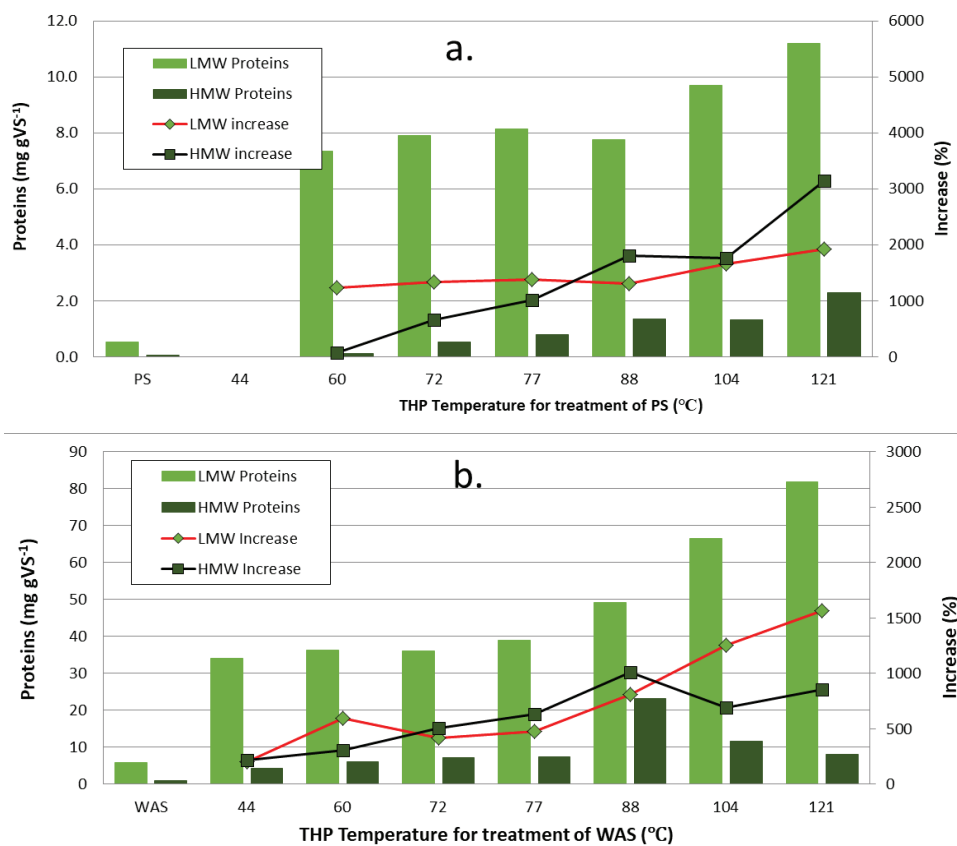 a.
LMW Proteins
HMW Proteins
LMW increase
HMW increase
Proteins (mg gVS-1)
12.0
10.0
8.0
6.0
4.0
2.0
0.0
6000
5000
4000
3000
2000
1000
0
Increase (%)
PS 44 60 72 77 88 104 121
THP Temperature for treatment of PS (℃)
b.
LMW Proteins
HMW Proteins
LMW Increase
HMW Increase
Proteins (mg gVS-1)
90
80
70
60
50
40
30
20
10
0
3000
2500
2000
1500
1000
500
0
Increase (%)
WAS 44 60 72 77 88 104 121
THP Temperature for treatment of WAS (℃)